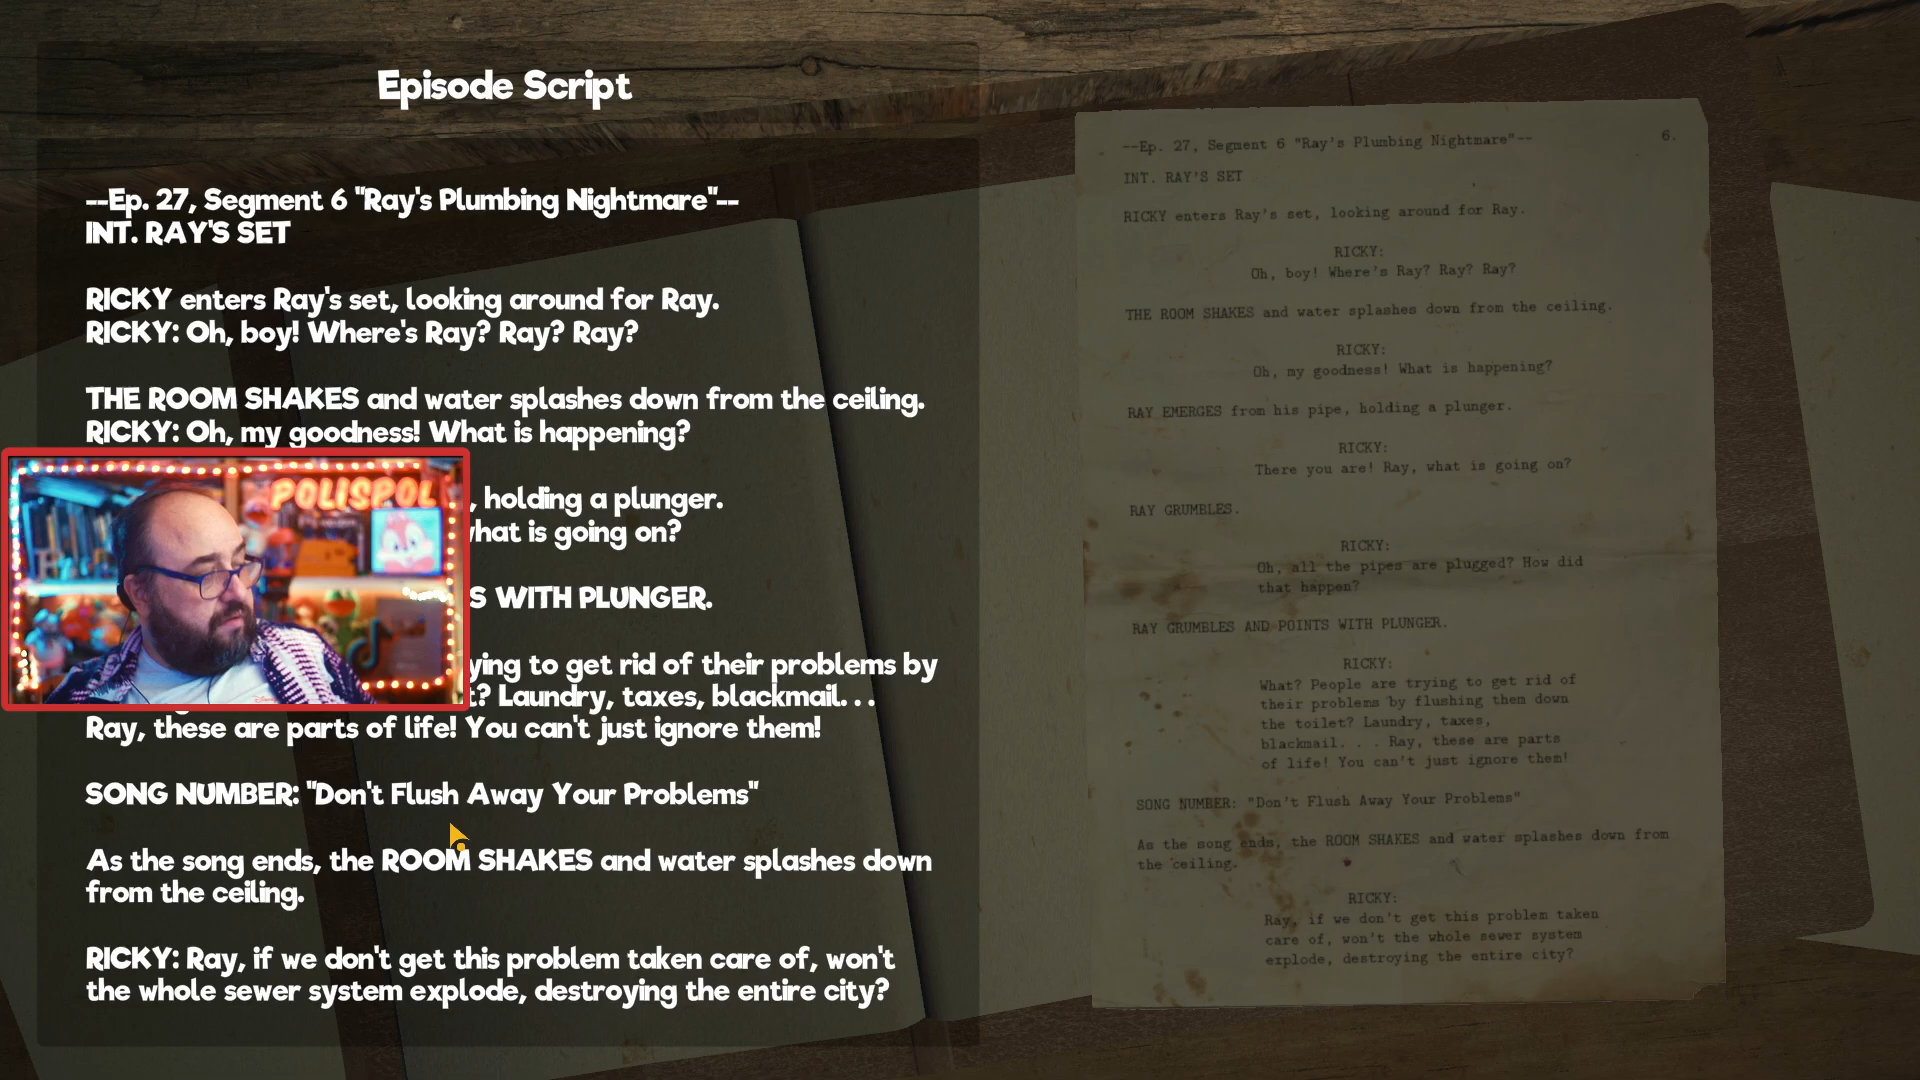 Episode Script
--Ep. 27, Segment 6 "Ray's Plumbing Nightmare"--
INT. RAY'S SET
RICKY enters Ray's set, looking around for Ray.
RICKY: Oh, boy! Where's Ray? Ray? Ray?
THE ROOM SHAKES and water splashes down from the ceiling.
RICKY: Oh, my goodness! What is happening?
, holding a plunger.
what is going on?
S WITH PLUNGER.
ying to get rid of their problems by
t? Laundry, taxes, blackmail. . .
Ray, these are parts of life! You can't just ignore them!
SONG NUMBER: "Don't Flush Away Your Problems"
As the song ends, the ROOM SHAKES and water splashes down
from the ceiling.
RICKY: Ray, if we don't get this problem taken care of, won't
the whole sewer system explode, destroying the entire city?
POLISPOL
--Ep. 27, Segment 6 "Ray's Plumbing Nightmare"-- 6.
INT. RAY'S SET
RICKY enters Ray's set, looking around for Ray.
RICKY:
Oh, boy! Where's Ray? Ray? Ray?
THE ROOM SHAKES and water splashes down from the ceiling.
RICKY:
Oh, my goodness! What is happening?
RAY EMERGES from his pipe, holding a plunger.
RICKY:
There you are! Ray, what is going on?
RAY GRUMBLES.
RICKY:
Oh, all the pipes are plugged? How did
that happen?
RAY GRUMBLES AND POINTS WITH PLUNGER.
RICKY:
What? People are trying to get rid of
their problems by flushing them down
the toilet? Laundry, taxes,
blackmail. . . Ray, these are parts
of life! You can't just ignore them!
SONG NUMBER: "Don't Flush Away Your Problems"
As the song ends, the ROOM SHAKES and water splashes down from
the ceiling.
RICKY:
Ray, if we don't get this problem taken
care of, won't the whole sewer system
explode, destroying the entire city?